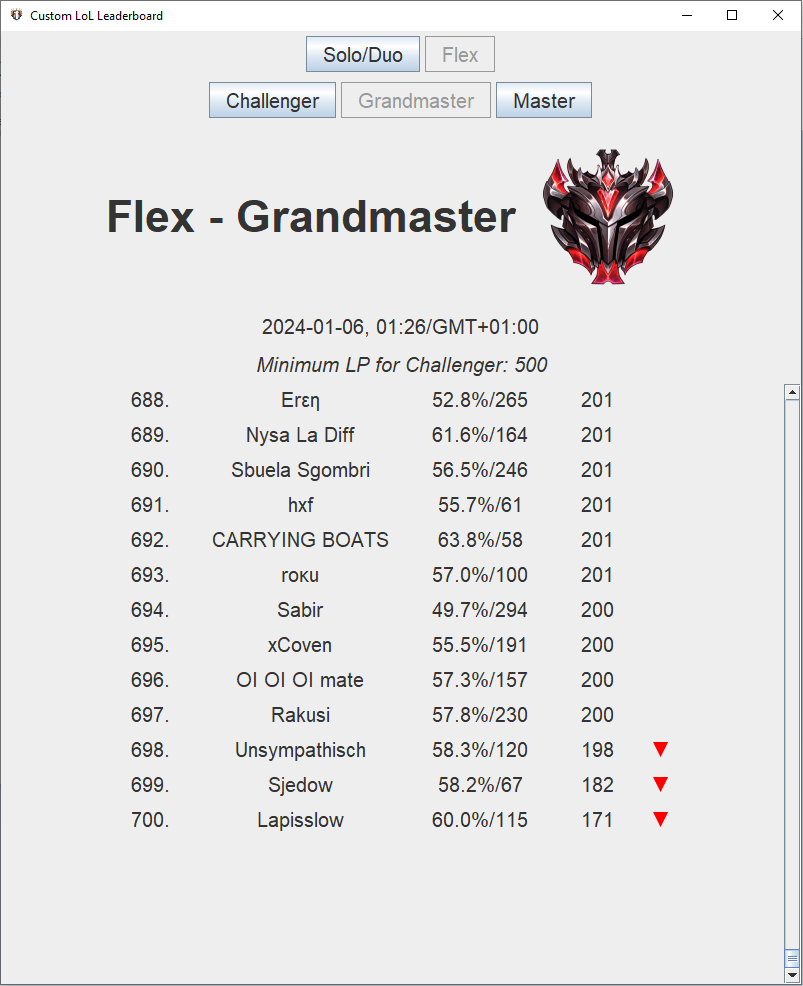 Custom LoL Leaderboard
Solo/Duo Flex
Challenger Grandmaster Master
Flex - Grandmaster
2024-01-06, 01:26/GMT+01:00
Minimum LP for Challenger: 500
688. Erεη 52.8%/265 201
689. Nysa La Diff 61.6%/164 201
690. Sbuela Sgombri 56.5%/246 201
691. hxf 55.7%/61 201
692. CARRYING BOATS 63.8%/58 201
693. roкu 57.0%/100 201
694. Sabir 49.7%/294 200
695. xCoven 55.5%/191 200
696. OI OI OI mate 57.3%/157 200
697. Rakusi 57.8%/230 200
698. Unsympathisch 58.3%/120 198 ▼
699. Sjedow 58.2%/67 182 ▼
700. Lapisslow 60.0%/115 171 ▼